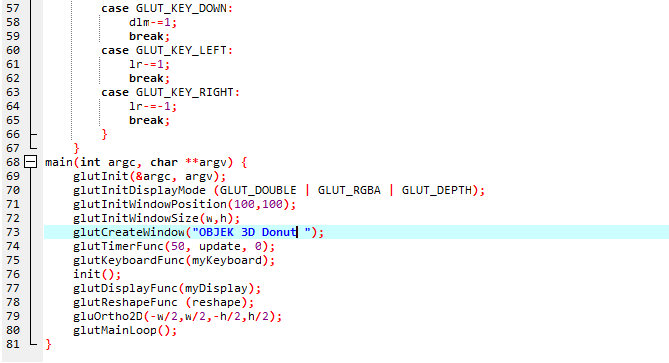 57 case GLUT_KEY_DOWN:
58 dlm-=1;
59 break;
60 case GLUT_KEY_LEFT:
61 lr-=1;
62 break;
63 case GLUT_KEY_RIGHT:
64 lr-=-1;
65 break;
66 }
67 }
68 main(int argc, char **argv) {
69 glutInit(&argc, argv);
70 glutInitDisplayMode (GLUT_DOUBLE | GLUT_RGBA | GLUT_DEPTH);
71 glutInitWindowPosition(100,100);
72 glutInitWindowSize(w,h);
73 glutCreateWindow("OBJEK 3D Donut ");
74 glutTimerFunc(50, update, 0);
75 glutKeyboardFunc(myKeyboard);
76 init();
77 glutDisplayFunc(myDisplay);
78 glutReshapeFunc (reshape);
79 gluOrtho2D(-w/2,w/2,-h/2,h/2);
80 glutMainLoop();
81 }